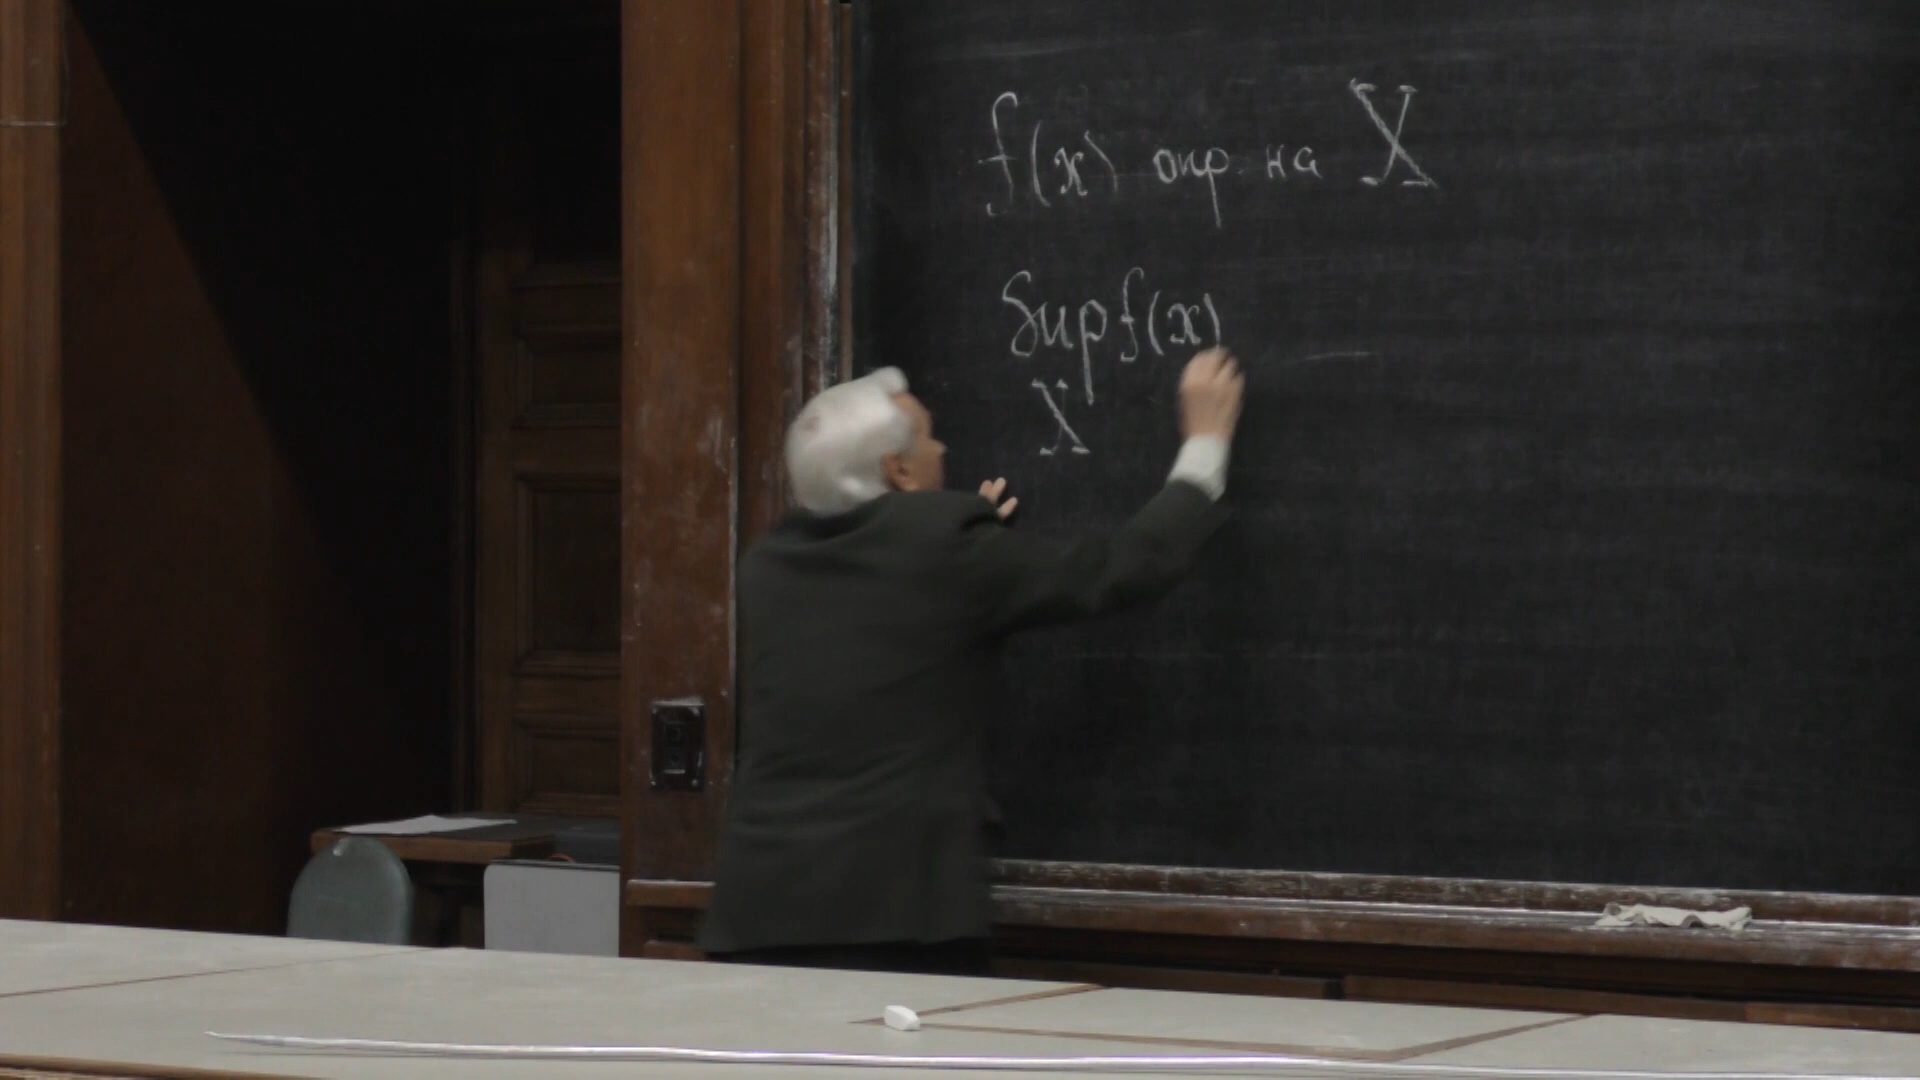 f(x) опр. на X
Sup f(x)
X